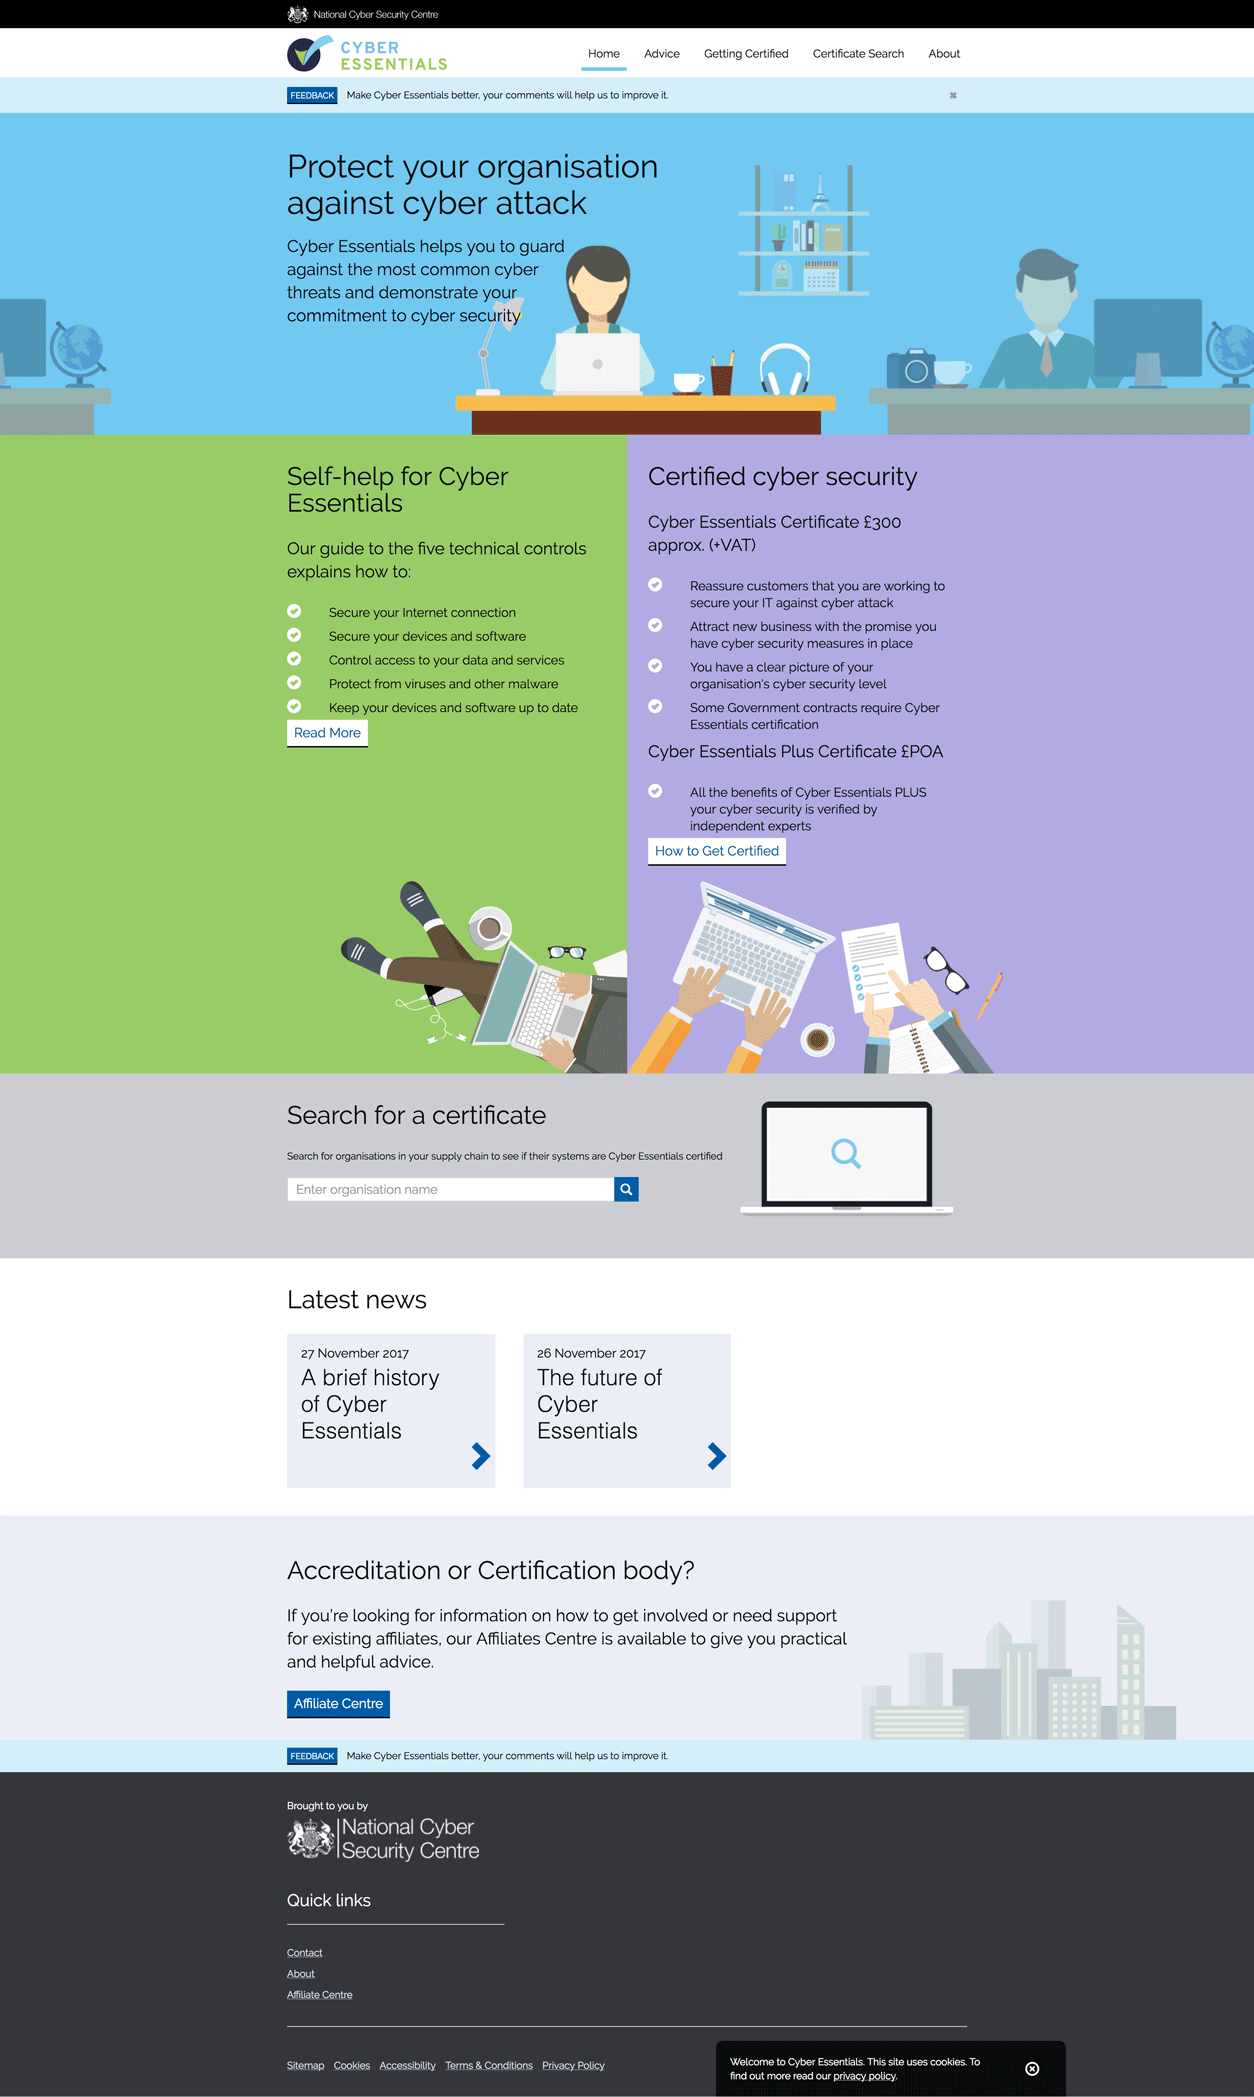 National Cyber Security Centre
CYBER
ESSENTIALS
Home
Advice
Getting Certified
Certificate Search
About
FEEDBACK
Make Cyber Essentials better, your comments will help us to improve it.
Protect your organisation
against cyber attack
Cyber Essentials helps you to guard
against the most common cyber
threats and demonstrate your
commitment to cyber security
Self-help for Cyber
Essentials
Our guide to the five technical controls
explains how to:
Secure your Internet connection
Secure your devices and software
Control access to your data and services
Protect from viruses and other malware
Keep your devices and software up to date
Read More
Certified cyber security
Cyber Essentials Certificate £300
approx. (+VAT)
Reassure customers that you are working to
secure your IT against cyber attack
Attract new business with the promise you
have cyber security measures in place
You have a clear picture of your
organisation's cyber security level
Some Government contracts require Cyber
Essentials certification
Cyber Essentials Plus Certificate £POA
All the benefits of Cyber Essentials PLUS
your cyber security is verified by
independent experts
How to Get Certified
Search for a certificate
Search for organisations in your supply chain to see if their systems are Cyber Essentials certified
Enter organisation name
Latest news
27 November 2017
A brief history
of Cyber
Essentials
26 November 2017
The future of
Cyber
Essentials
Accreditation or Certification body?
If you're looking for information on how to get involved or need support
for existing affiliates, our Affiliates Centre is available to give you practical
and helpful advice.
Affiliate Centre
FEEDBACK
Make Cyber Essentials better, your comments will help us to improve it.
Brought to you by
National Cyber
Security Centre
Quick links
Contact
About
Affiliate Centre
Sitemap
Cookies
Accessibility
Terms & Conditions
Privacy Policy
Welcome to Cyber Essentials. This site uses cookies. To
find out more read our privacy policy.